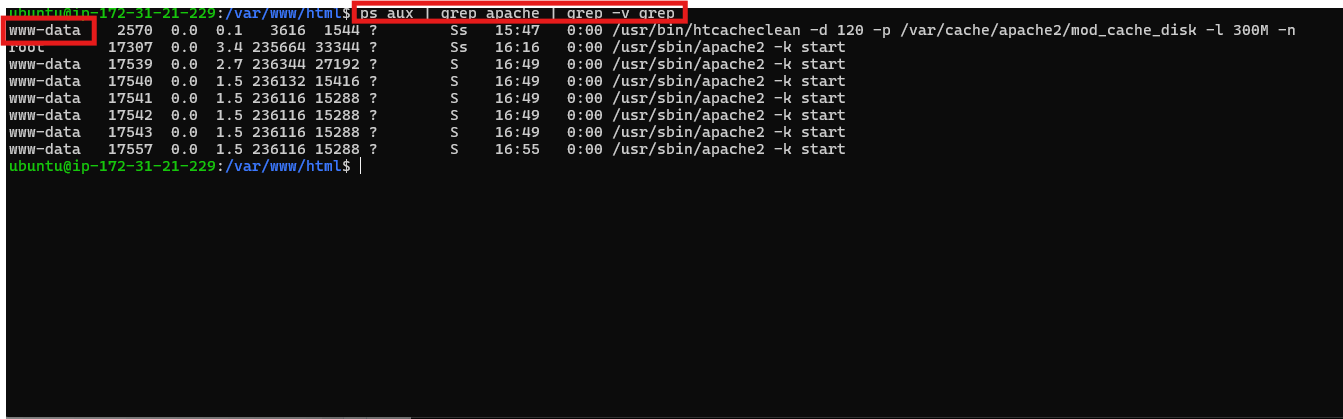 ubuntu@ip-172-31-21-229:/var/www/html$ ps aux | grep apache | grep -v grep
www-data    2570  0.0  0.1   3616  1544 ?        Ss   15:47   0:00 /usr/bin/htcacheclean -d 120 -p /var/cache/apache2/mod_cache_disk -l 300M -n
root       17307  0.0  3.4 235664 33344 ?        Ss   16:16   0:00 /usr/sbin/apache2 -k start
www-data   17539  0.0  2.7 236344 27192 ?        S    16:49   0:00 /usr/sbin/apache2 -k start
www-data   17540  0.0  1.5 236132 15416 ?        S    16:49   0:00 /usr/sbin/apache2 -k start
www-data   17541  0.0  1.5 236116 15288 ?        S    16:49   0:00 /usr/sbin/apache2 -k start
www-data   17542  0.0  1.5 236116 15288 ?        S    16:49   0:00 /usr/sbin/apache2 -k start
www-data   17543  0.0  1.5 236116 15288 ?        S    16:49   0:00 /usr/sbin/apache2 -k start
www-data   17557  0.0  1.5 236116 15288 ?        S    16:55   0:00 /usr/sbin/apache2 -k start
ubuntu@ip-172-31-21-229:/var/www/html$